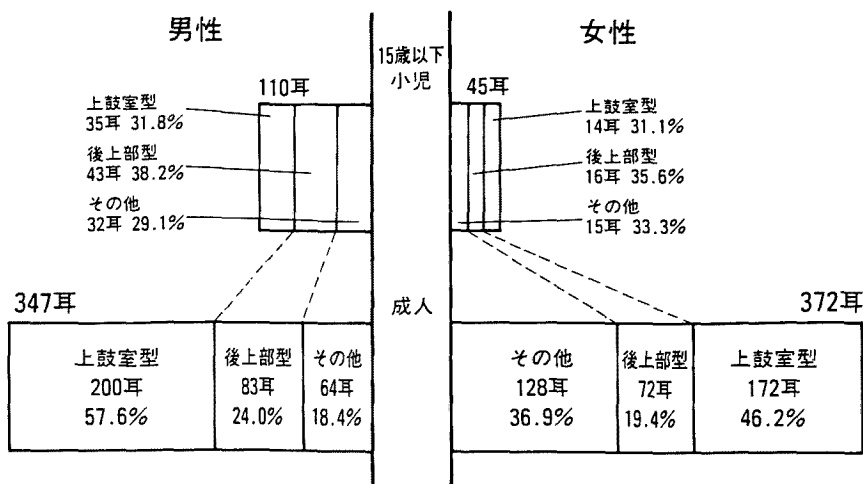 男性
15歳以下
小児
女性
110耳
上鼓室型
35耳 31.8%
後上部型
43耳 38.2%
その他
32耳 29.1%
45耳
上鼓室型
14耳 31.1%
後上部型
16耳 35.6%
その他
15耳 33.3%
347耳
成人
372耳
上鼓室型
200耳
57.6%
後上部型
83耳
24.0%
その他
64耳
18.4%
その他
128耳
36.9%
後上部型
72耳
19.4%
上鼓室型
172耳
46.2%